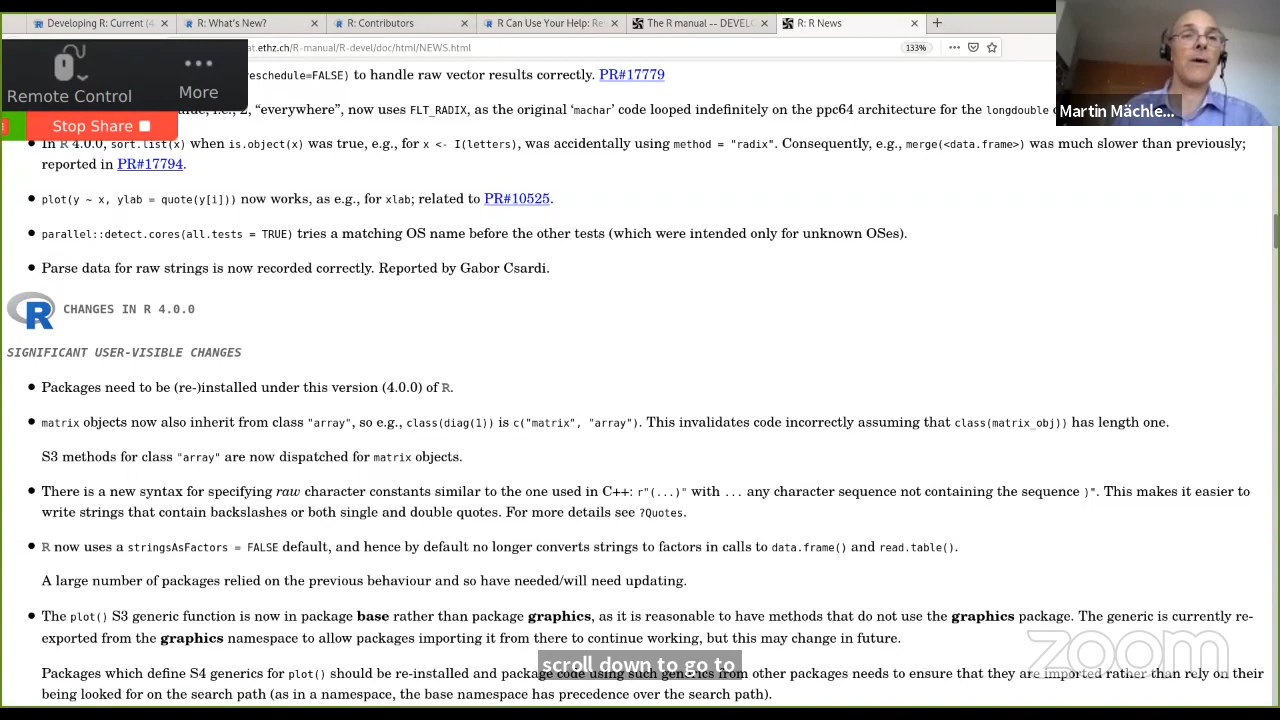 Developing R: Current (4
R: What's New?
R: Contributors
R Can Use Your Help: Re
The R manual -- DEVELO
R: R News
at.ethz.ch/R-manual/R-devel/doc/html/NEWS.html
133%
Remote Control
More
Stop Share
Martin Mächle...
reschedule=FALSE) to handle raw vector results correctly. PR#17779
2, “everywhere”, now uses FLT_RADIX, as the original ‘machar’ code looped indefinitely on the ppc64 architecture for the longdouble
In R 4.0.0, sort.list(x) when is.object(x) was true, e.g., for x <- I(letters), was accidentally using method = "radix". Consequently, e.g., merge(<data.frame>) was much slower than previously;
reported in PR#17794.
plot(y ~ x, ylab = quote(y[i])) now works, as e.g., for xlab; related to PR#10525.
parallel::detect.cores(all.tests = TRUE) tries a matching OS name before the other tests (which were intended only for unknown OSes).
Parse data for raw strings is now recorded correctly. Reported by Gabor Csardi.
R CHANGES IN R 4.0.0
SIGNIFICANT USER-VISIBLE CHANGES
Packages need to be (re-)installed under this version (4.0.0) of R.
matrix objects now also inherit from class "array", so e.g., class(diag(1)) is c("matrix", "array"). This invalidates code incorrectly assuming that class(matrix_obj)) has length one.
S3 methods for class "array" are now dispatched for matrix objects.
There is a new syntax for specifying raw character constants similar to the one used in C++: r"(...)" with ... any character sequence not containing the sequence )". This makes it easier to
write strings that contain backslashes or both single and double quotes. For more details see ?Quotes.
R now uses a stringsAsFactors = FALSE default, and hence by default no longer converts strings to factors in calls to data.frame() and read.table().
A large number of packages relied on the previous behaviour and so have needed/will need updating.
The plot() S3 generic function is now in package base rather than package graphics, as it is reasonable to have methods that do not use the graphics package. The generic is currently re-
exported from the graphics namespace to allow packages importing it from there to continue working, but this may change in future.
Packages which define S4 generics for plot() should be re-installed and package code using such generics from other packages needs to ensure that they are imported rather than rely on their
being looked for on the search path (as in a namespace, the base namespace has precedence over the search path).
scroll down to go to
zoom